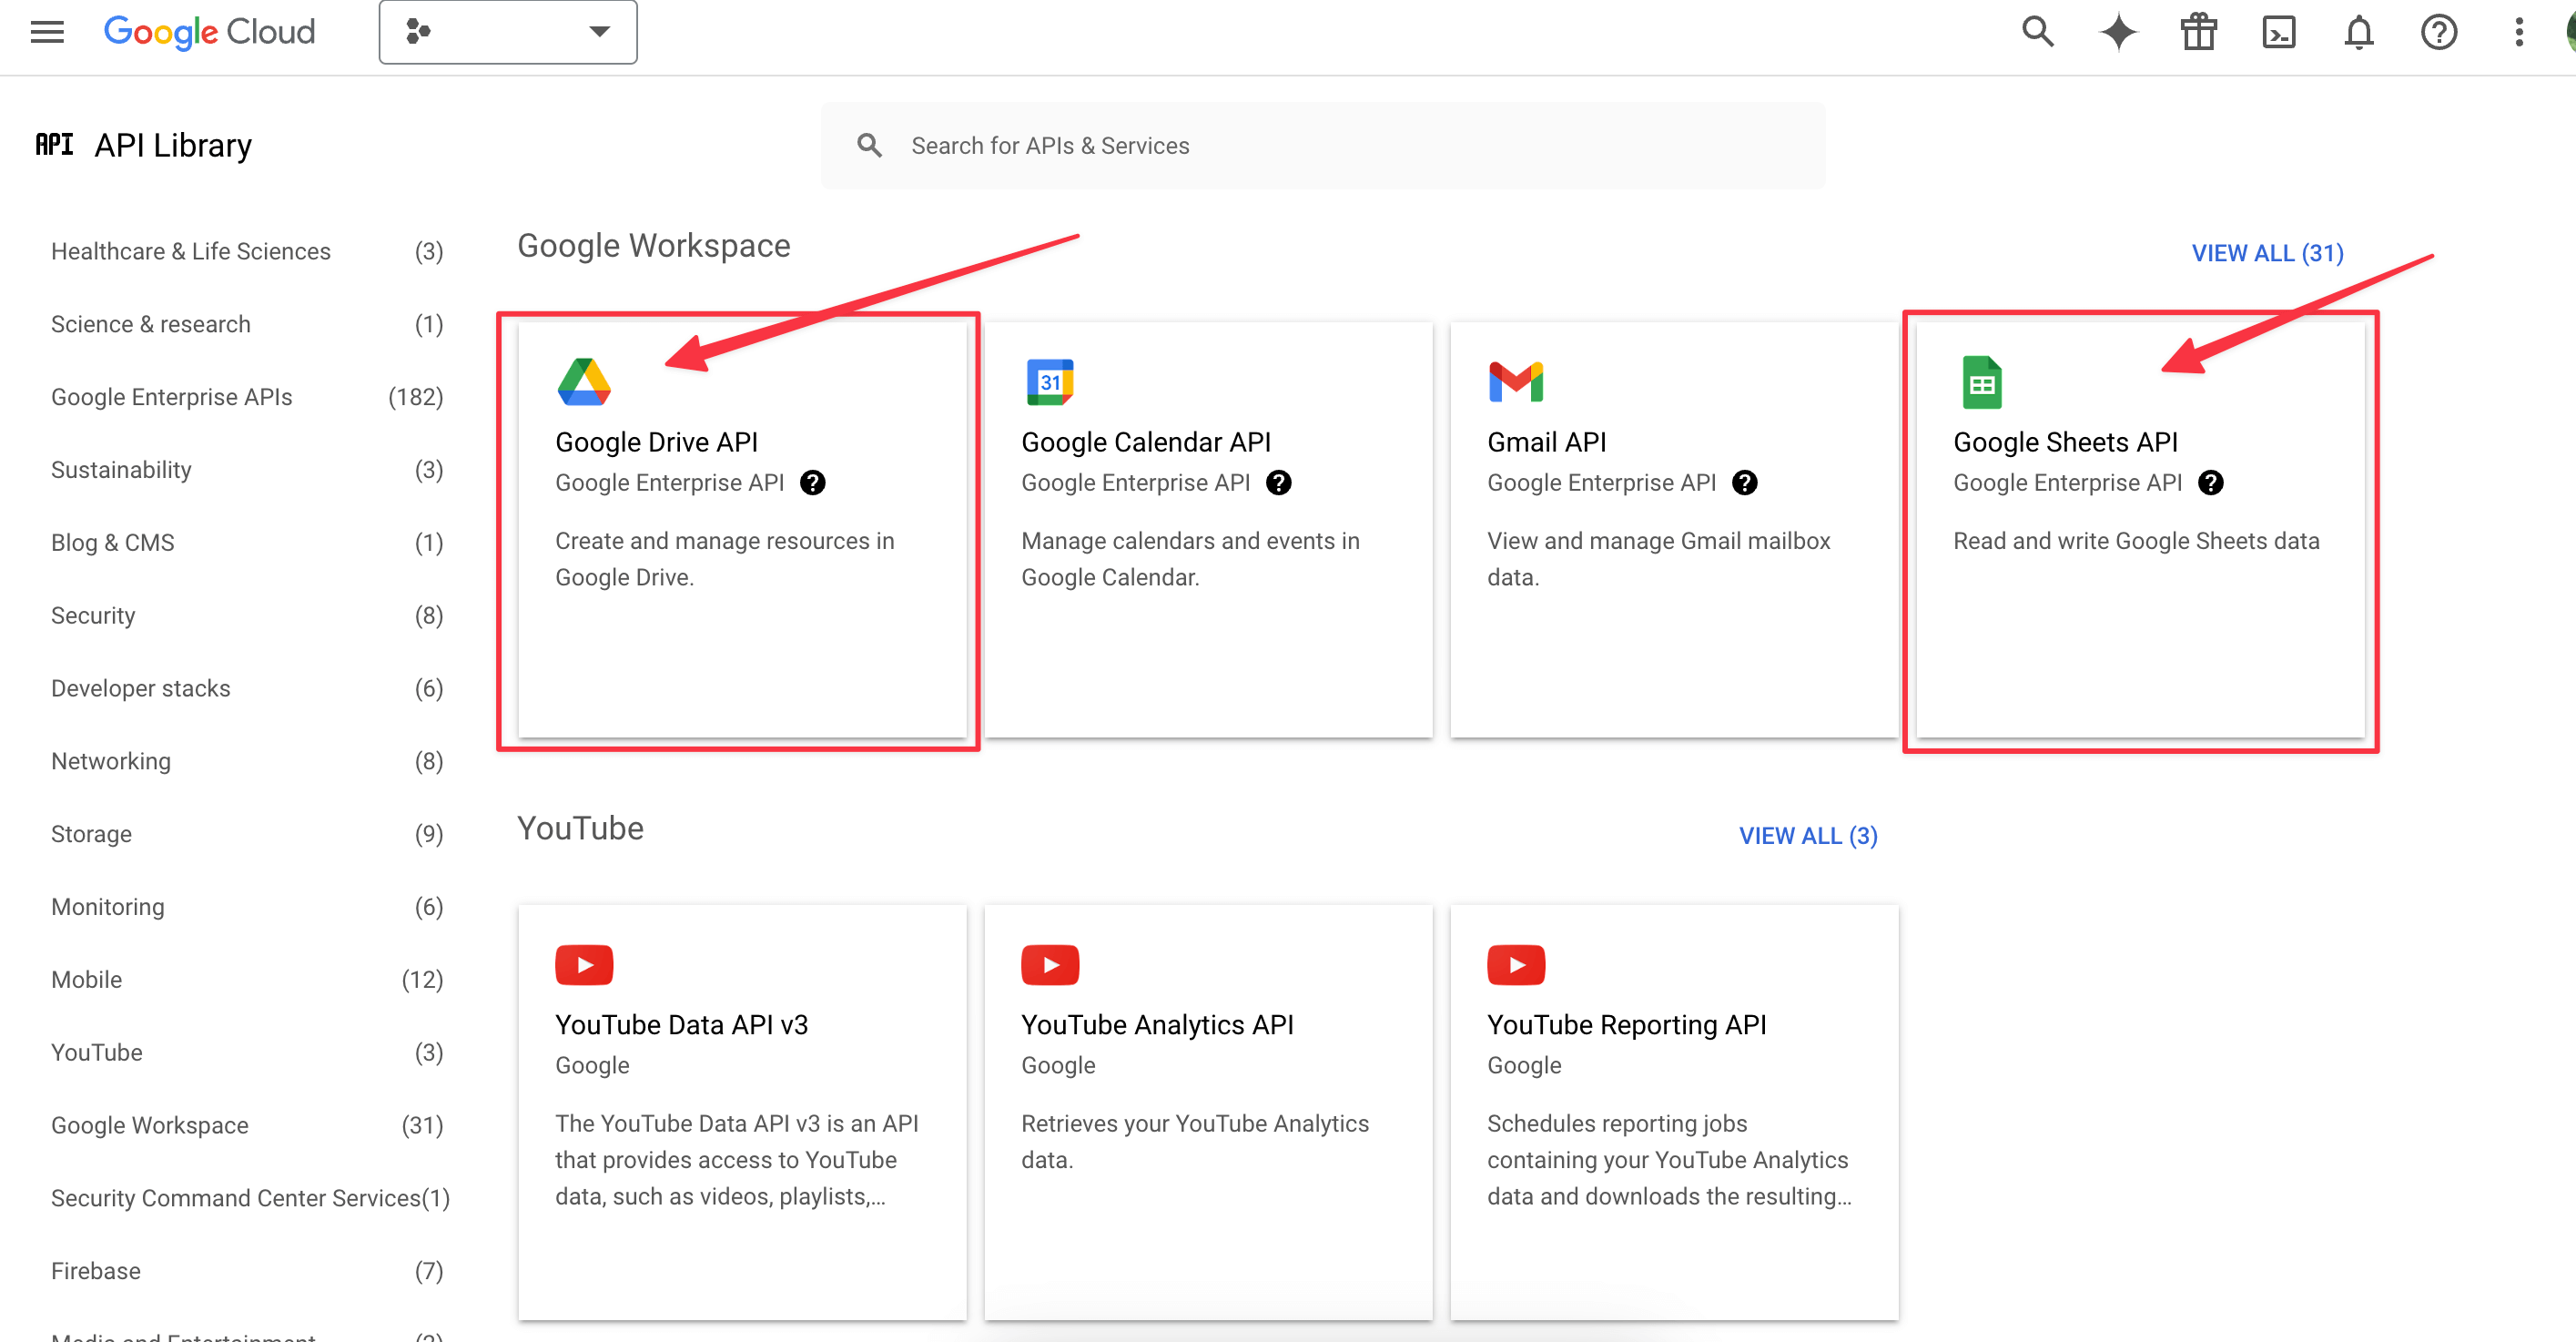 Google Cloud
API API Library
Search for APIs & Services
Healthcare & Life Sciences (3)
Science & research (1)
Google Enterprise APIs (182)
Sustainability (3)
Blog & CMS (1)
Security (8)
Developer stacks (6)
Networking (8)
Storage (9)
Monitoring (6)
Mobile (12)
YouTube (3)
Google Workspace (31)
Security Command Center Services(1)
Firebase (7)
Media and Entertainment
Google Workspace
VIEW ALL (31)
Google Drive API
Google Enterprise API ?
Create and manage resources in
Google Drive.
31
Google Calendar API
Google Enterprise API ?
Manage calendars and events in
Google Calendar.
Gmail API
Google Enterprise API ?
View and manage Gmail mailbox
data.
Google Sheets API
Google Enterprise API ?
Read and write Google Sheets data
YouTube
VIEW ALL (3)
YouTube Data API v3
Google
The YouTube Data API v3 is an API
that provides access to YouTube
data, such as videos, playlists,...
YouTube Analytics API
Google
Retrieves your YouTube Analytics
data.
YouTube Reporting API
Google
Schedules reporting jobs
containing your YouTube Analytics
data and downloads the resulting...